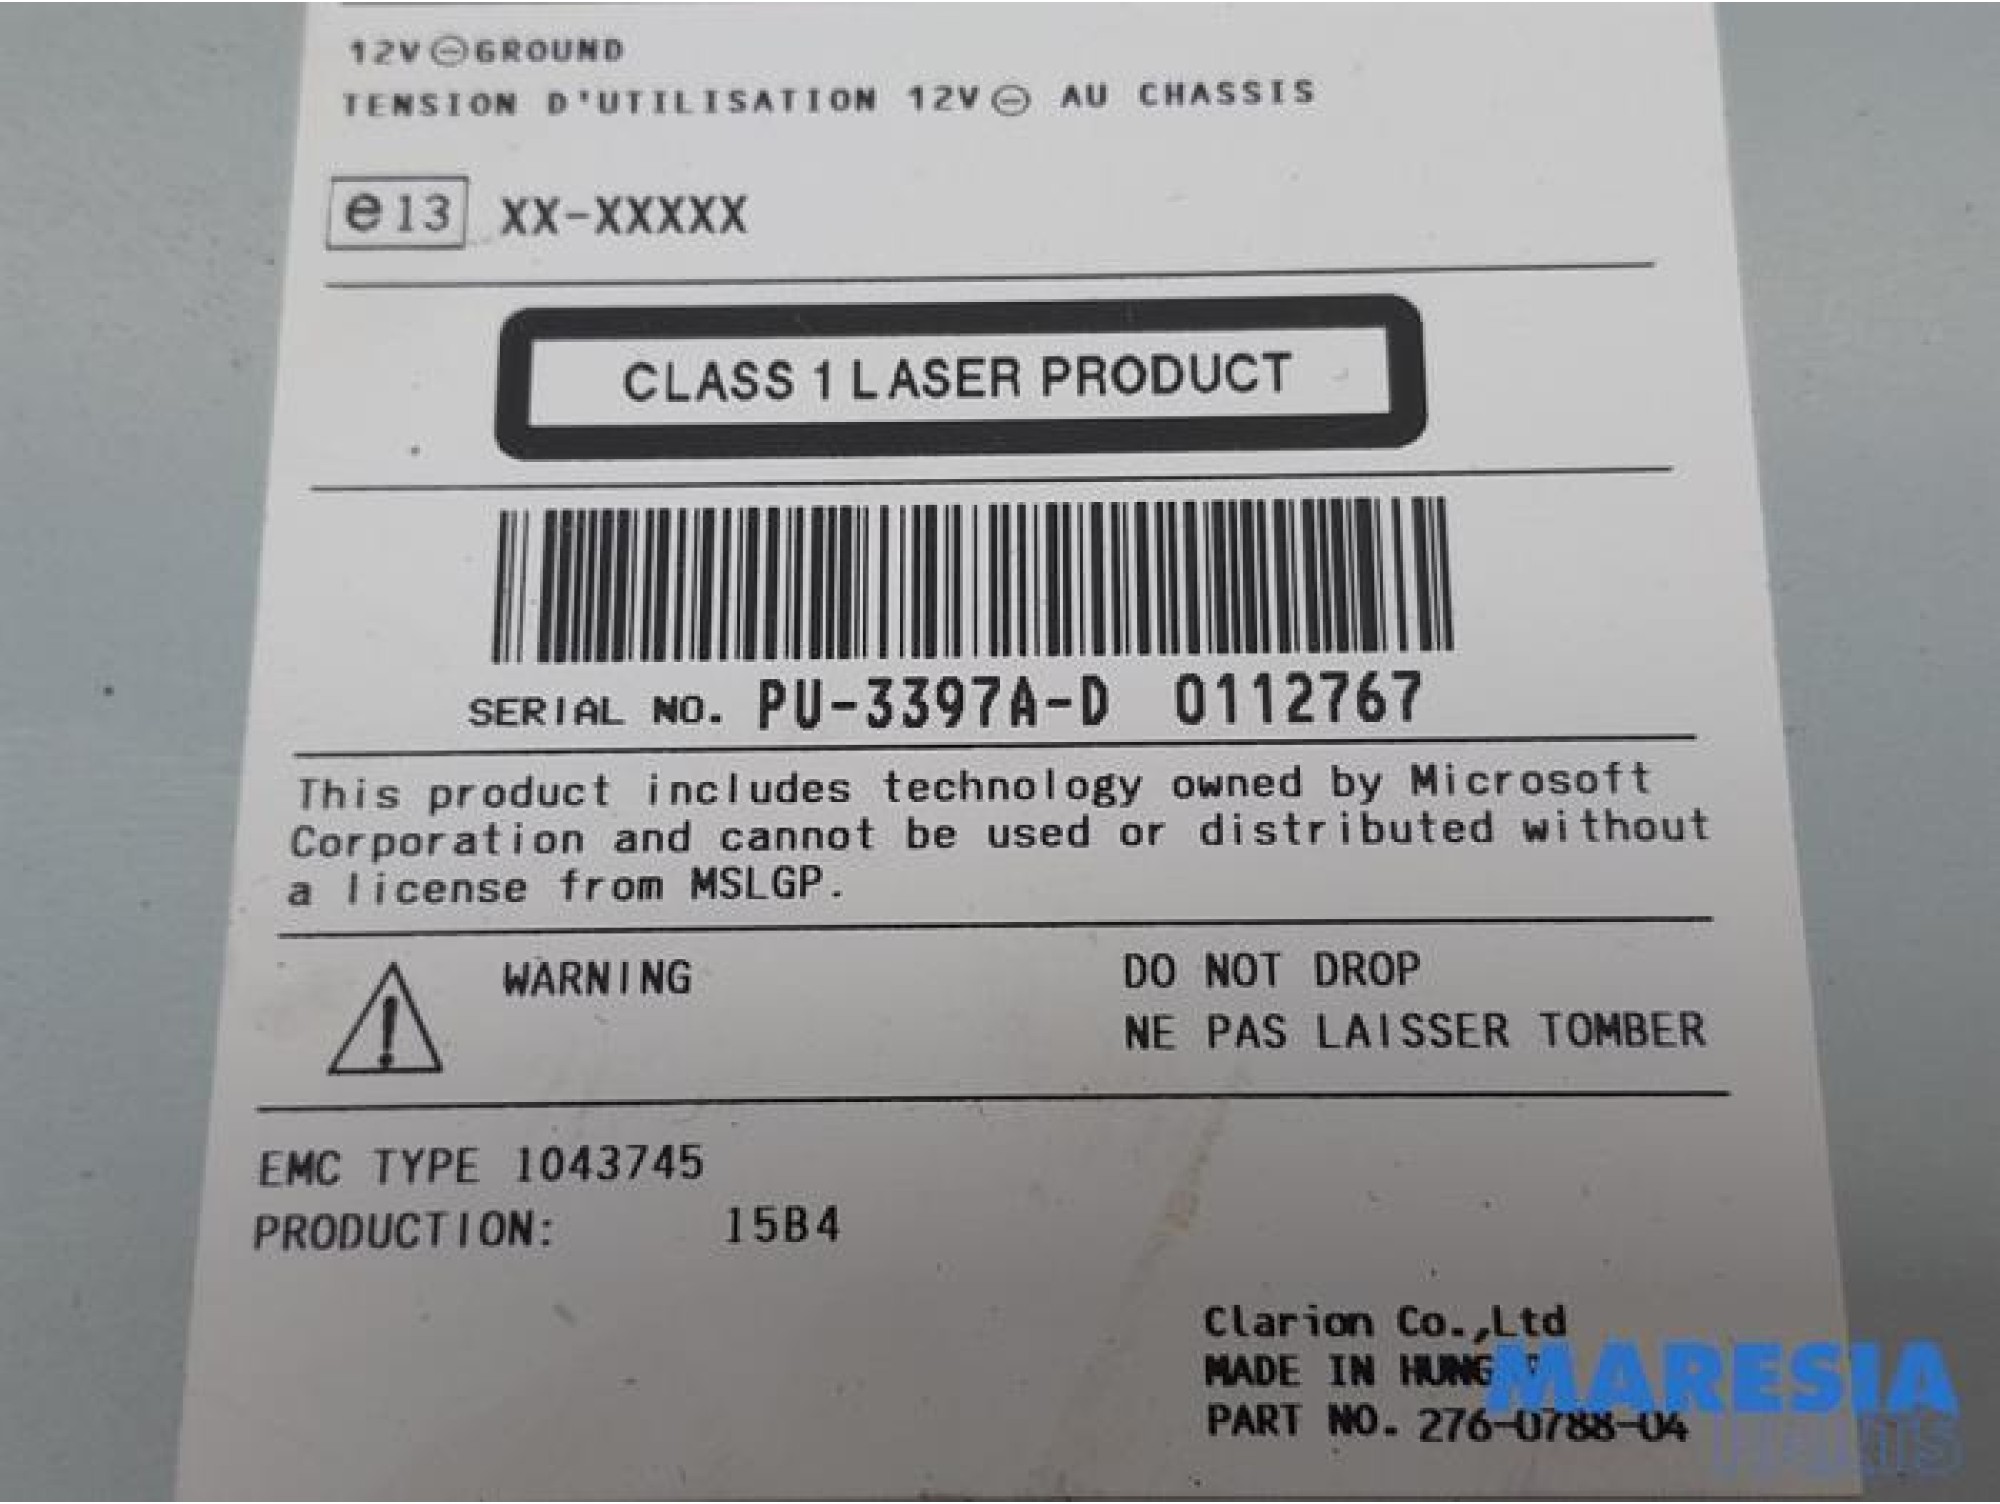 12V⊖GROUND
TENSION D'UTILISATION 12V⊖ AU CHASSIS
e13 XX-XXXXX
CLASS 1 LASER PRODUCT
SERIAL NO. PU-3397A-D 0112767
This product includes technology owned by Microsoft
Corporation and cannot be used or distributed without
a license from MSLGP.
WARNING
DO NOT DROP
NE PAS LAISSER TOMBER
EMC TYPE 1043745
PRODUCTION: 15B4
Clarion Co.,Ltd
MADE IN
PART NO. 276-0788-04
MARESIA
Parts